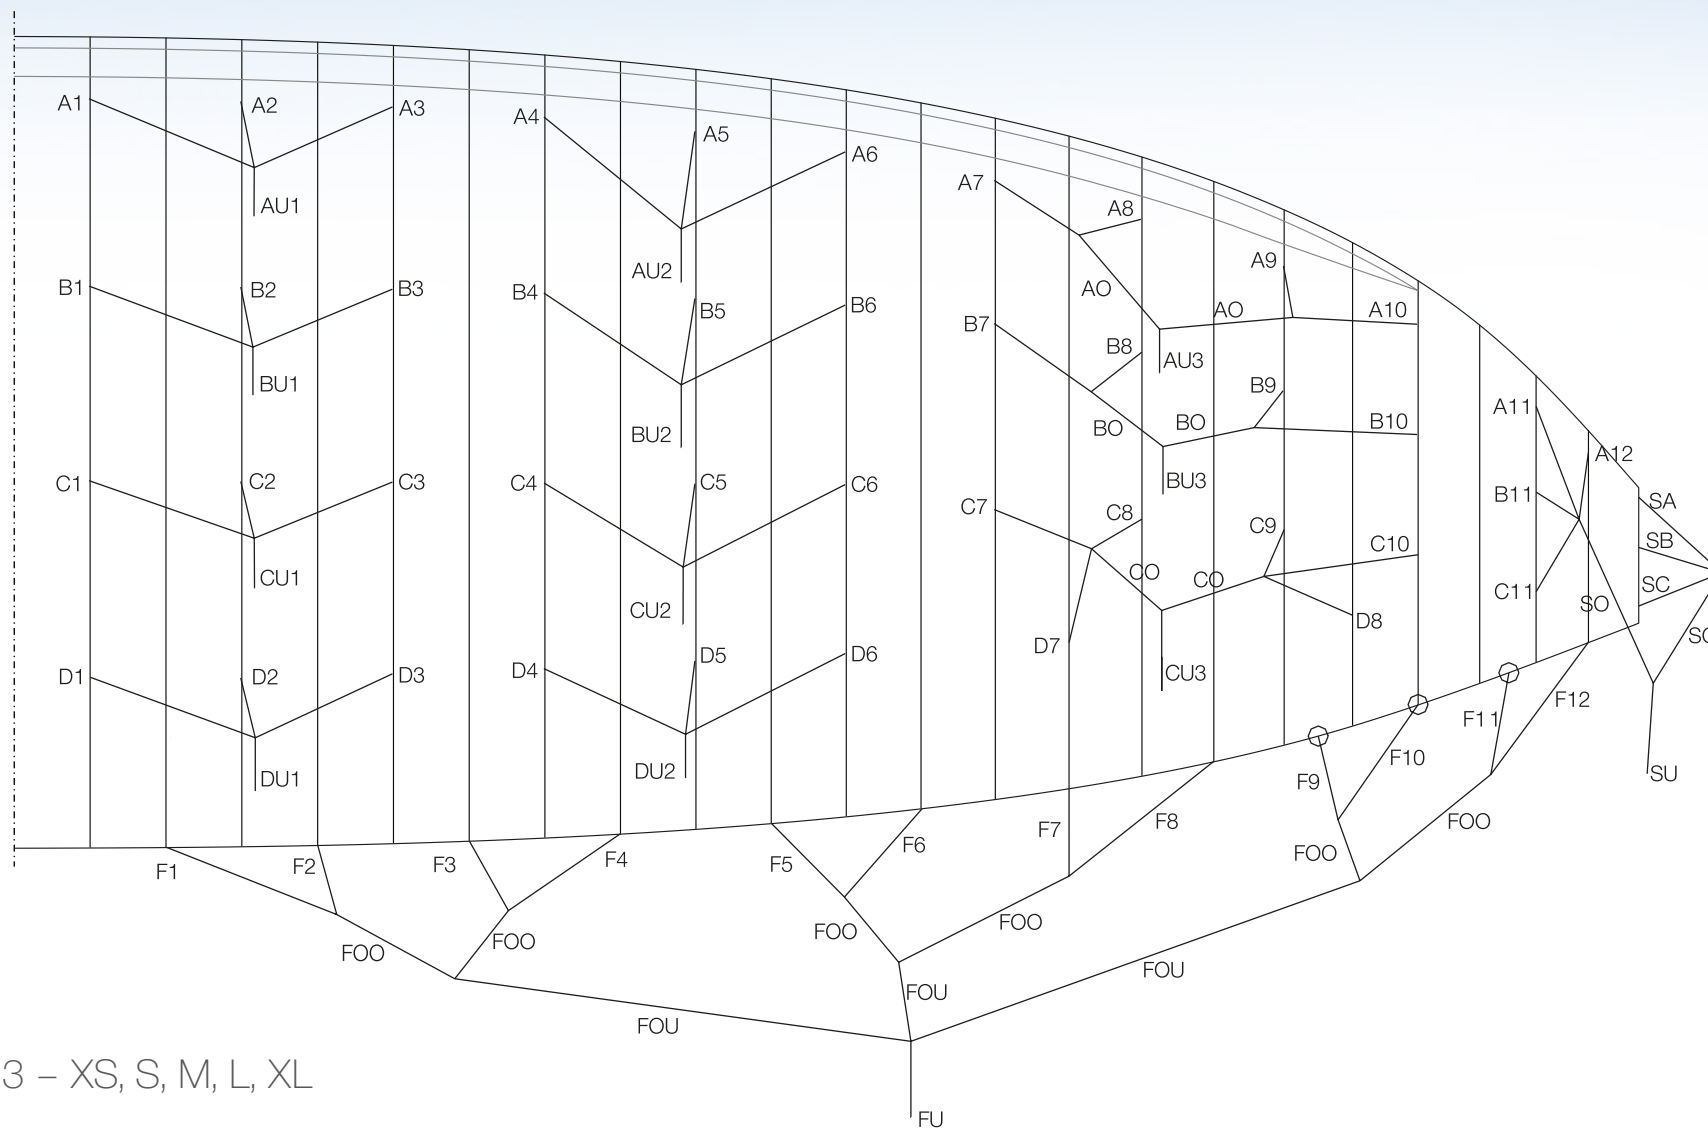 A1 A2 A3 A4 A5 A6
AU1 A7 A8
AU2 AO A9
B1 B2 B3 B4 B5 B6 B7 B8 AO A10
AU3
BU1 B9
BU2 BO BO B10 A11 A12
C1 C2 C3 C4 C5 C6 C7 BU3 B11 SA
C8 C9 C10 SB
CU1 CO CO C11 SC
CU2 D7 D8 SO
D1 D2 D3 D4 D5 D6 CU3
DU1 DU2 F11 F12 SU
F9 F10
F1 F2 F3 F4 F5 F6 F7 F8 FOO
FOO
FOO FOO FOO FOO
FOU FOU FOU
3 – XS, S, M, L, XL
FU